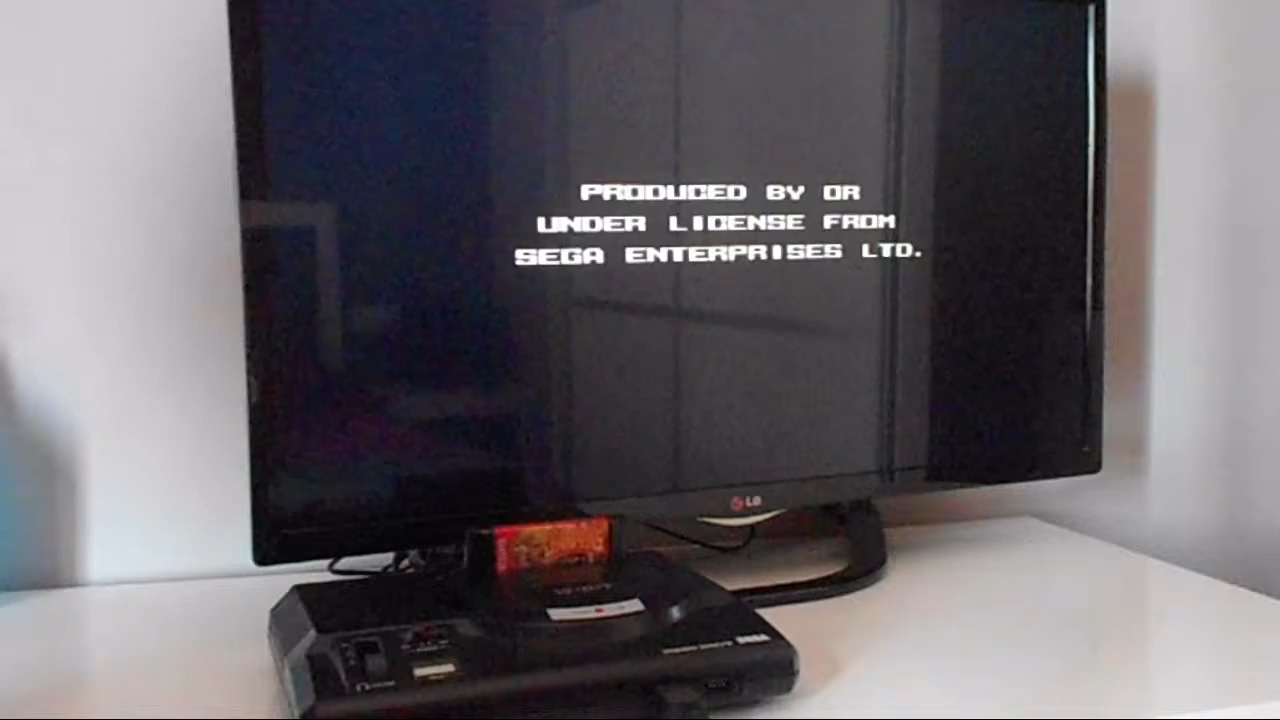 PRODUCED BY OR
UNDER LICENSE FROM
SEGA ENTERPRISES LTD.
LG
SEGA